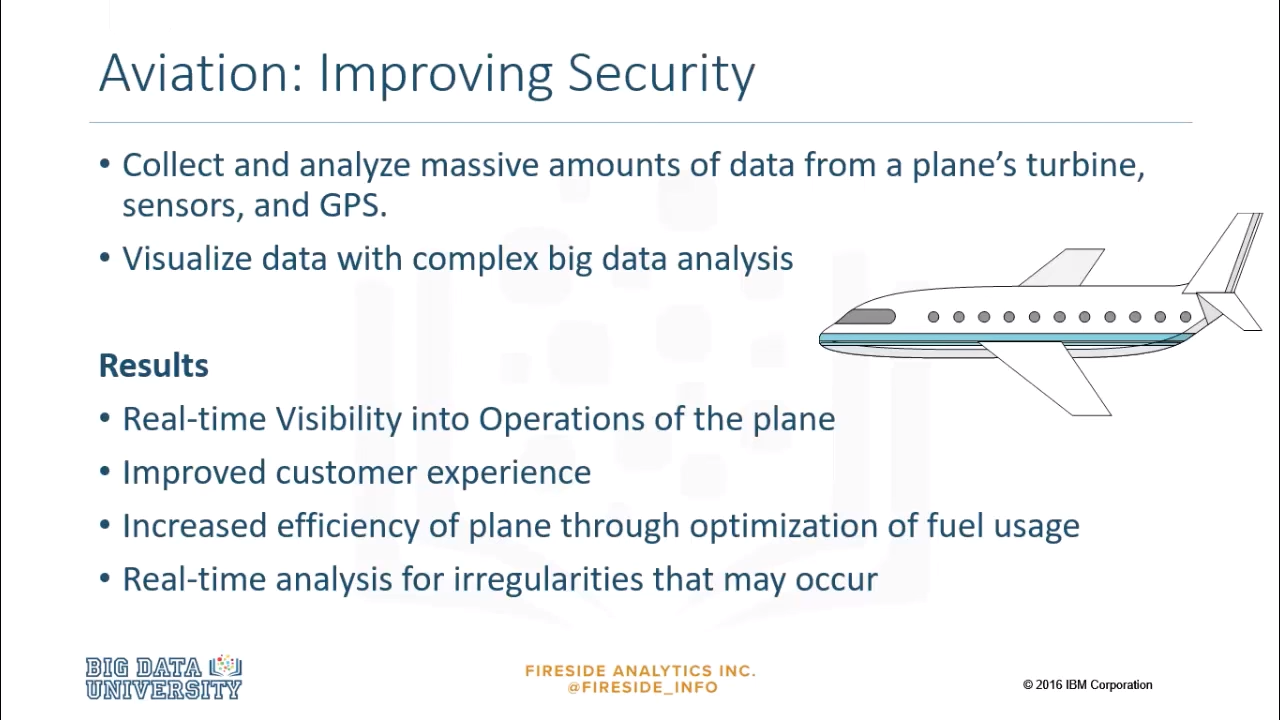 Aviation: Improving Security
• Collect and analyze massive amounts of data from a plane’s turbine,
sensors, and GPS.
• Visualize data with complex big data analysis
Results
• Real-time Visibility into Operations of the plane
• Improved customer experience
• Increased efficiency of plane through optimization of fuel usage
• Real-time analysis for irregularities that may occur
BIG DATA
UNIVERSITY
FIRESIDE ANALYTICS INC.
@FIRESIDE_INFO
© 2016 IBM Corporation